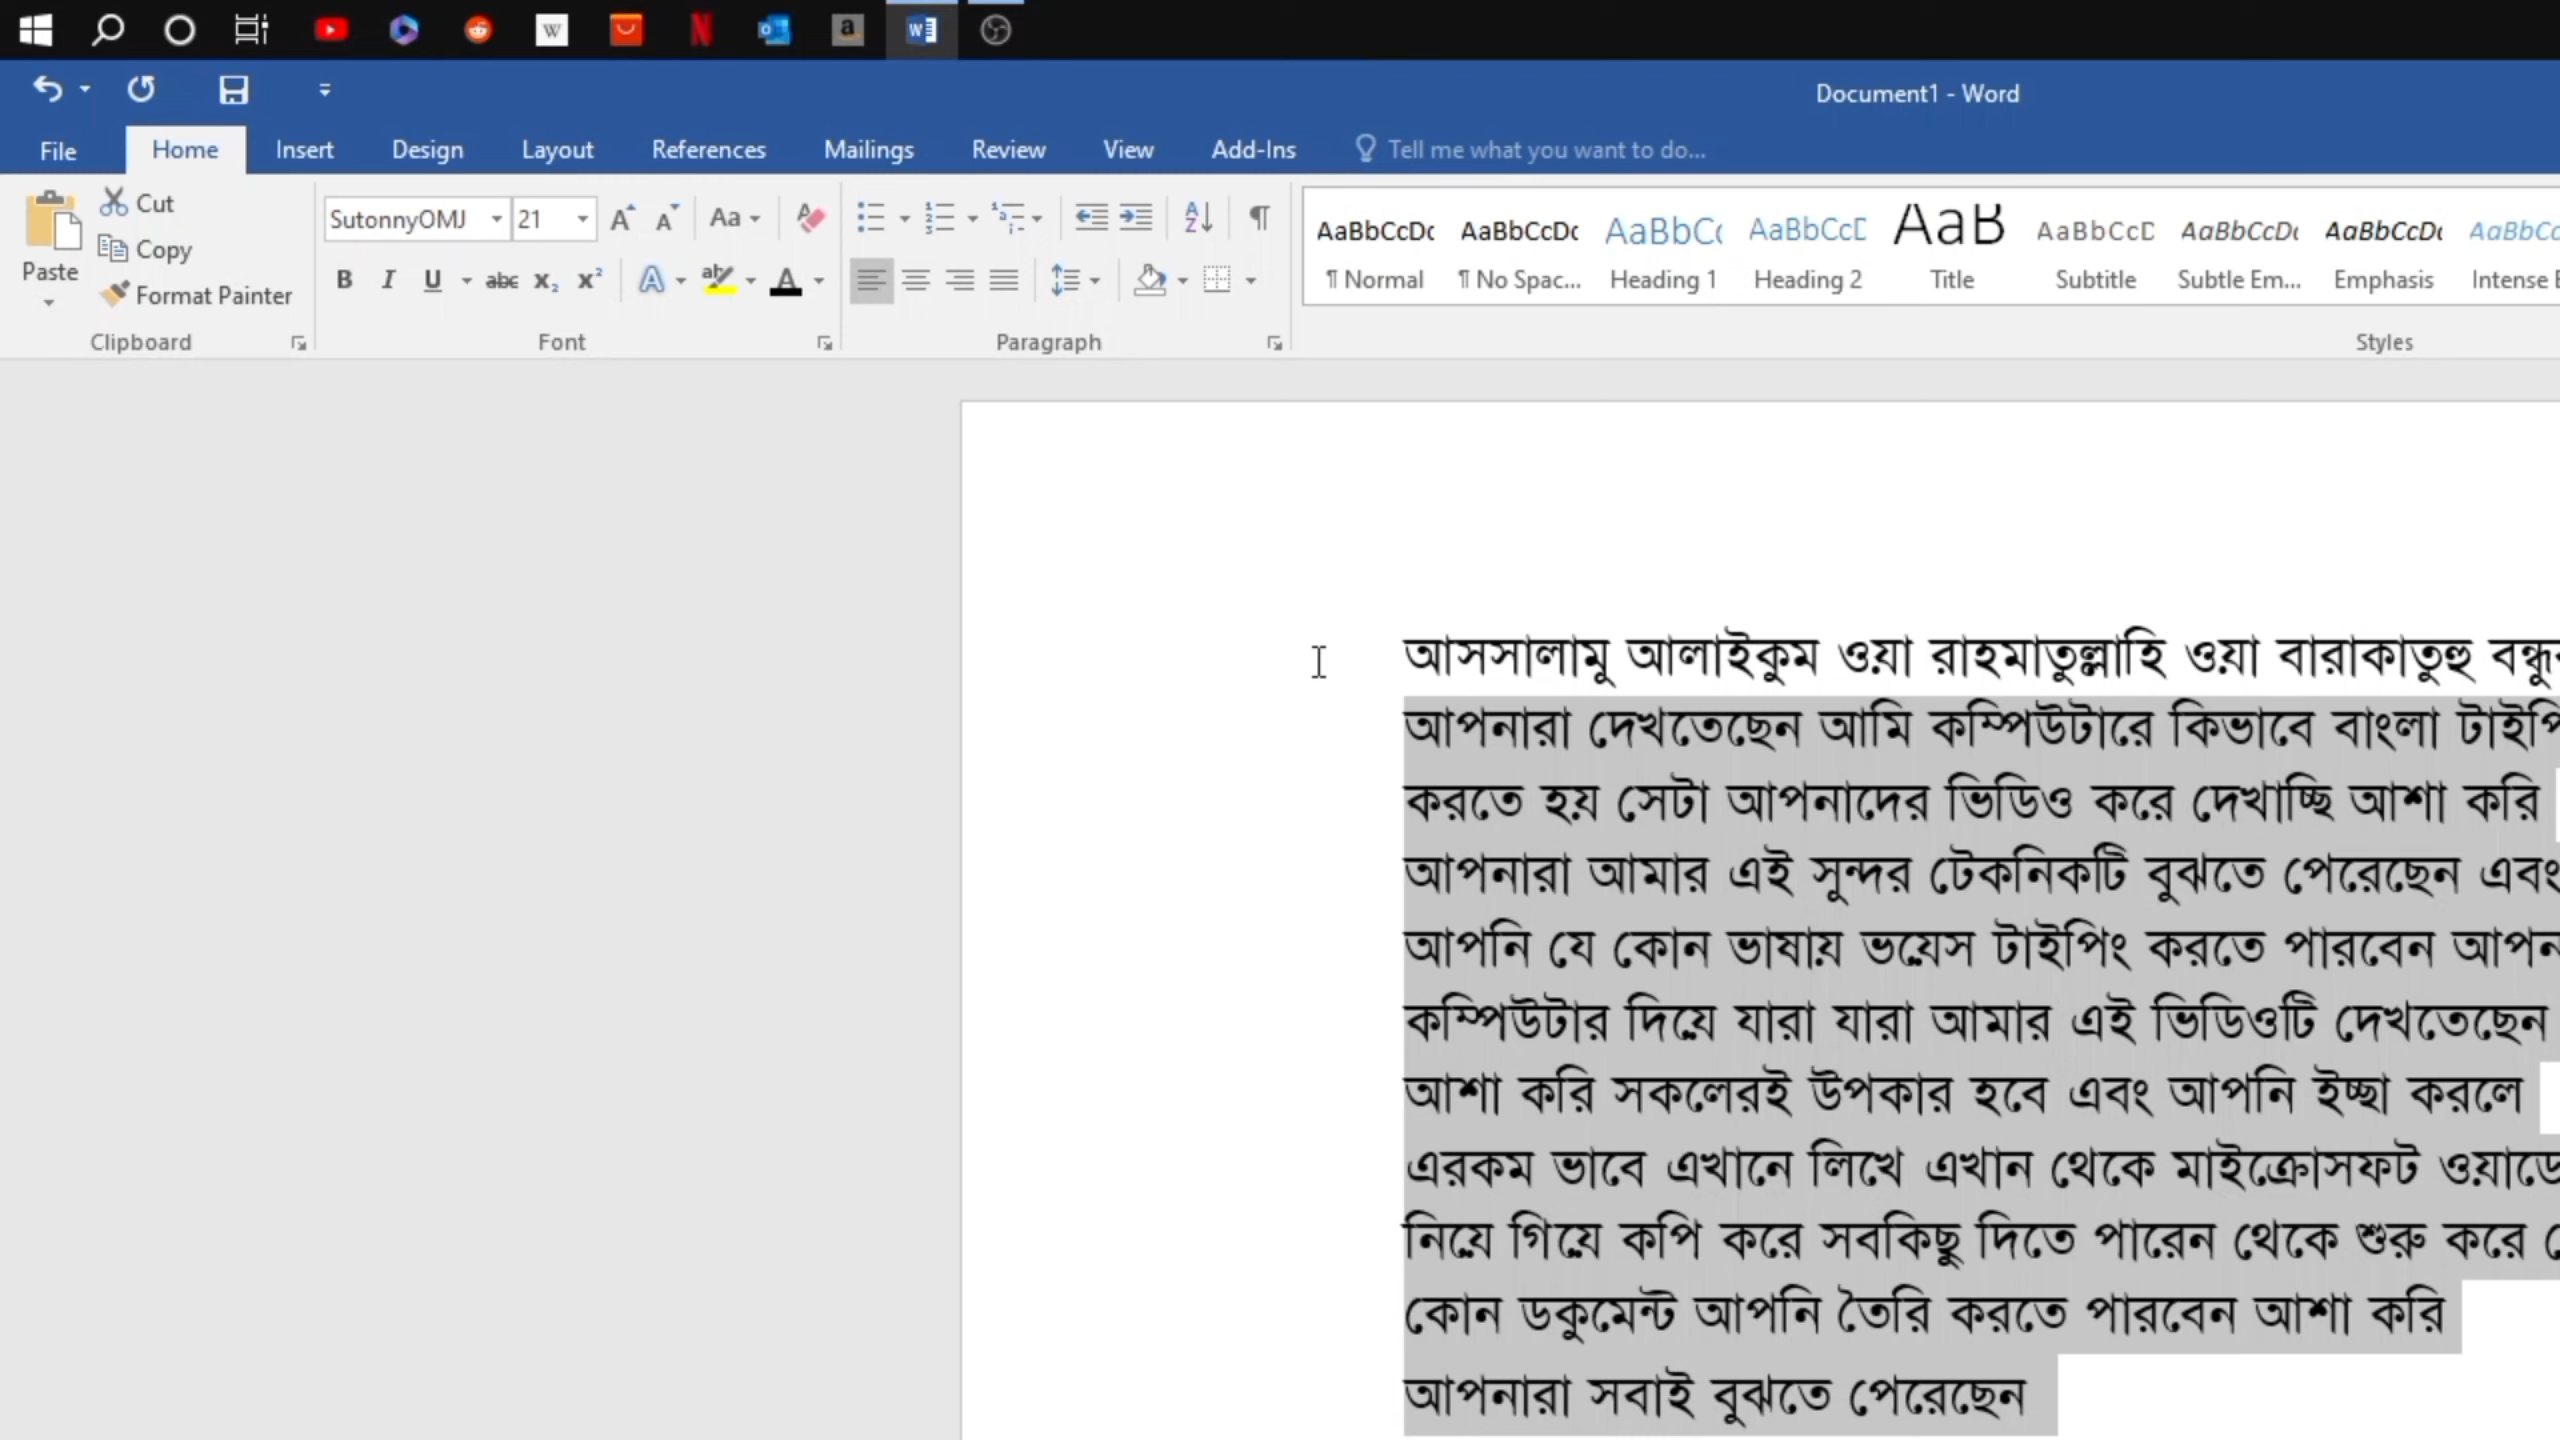 Document1 - Word
File Home Insert Design Layout References Mailings Review View Add-Ins Tell me what you want to do...
Paste
Cut
Copy
Format Painter
Clipboard
SutonnyOMJ 21
Font
Paragraph
AaBbCcDc AaBbCcDc AaBbC AaBbCcD AaB AaBbCcD AaBbCcDc AaBbCcDc AaBbCc
¶ Normal ¶ No Spac... Heading 1 Heading 2 Title Subtitle Subtle Em... Emphasis Intense
Styles
আসসালামু আলাইকুম ওয়া রাহমাতুল্লাহি ওয়া বারাকাতুহু
আপনারা দেখতেছেন আমি কম্পিউটারে কিভাবে বাংলা
করতে হয় সেটা আপনাদের ভিডিও করে দেখাচ্ছি আশা করি
আপনারা আমার এই সুন্দর টেকনিকটি বুঝতে পেরেছেন এবং
আপনি যে কোন ভাষায় ভয়েস টাইপিং করতে পারবেন
কম্পিউটার দিয়ে যারা যারা আমার এই ভিডিওটি দেখতেছেন
আশা করি সকলেরই উপকার হবে এবং আপনি ইচ্ছা করলে
এরকম ভাবে এখানে লিখে এখান থেকে মাইক্রোসফট
নিয়ে গিয়ে কপি করে সবকিছু দিতে পারেন থেকে শুরু করে
কোন ডকুমেন্ট আপনি তৈরি করতে পারবেন আশা করি
আপনারা সবাই বুঝতে পেরেছেন